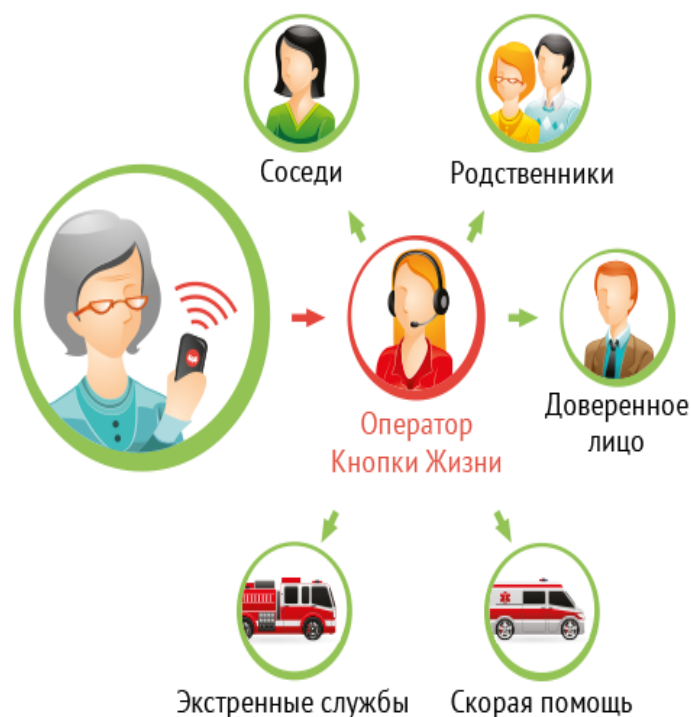 Соседи
Родственники
Оператор
Кнопки Жизни
Доверенное
лицо
Экстренные службы
Скорая помощь